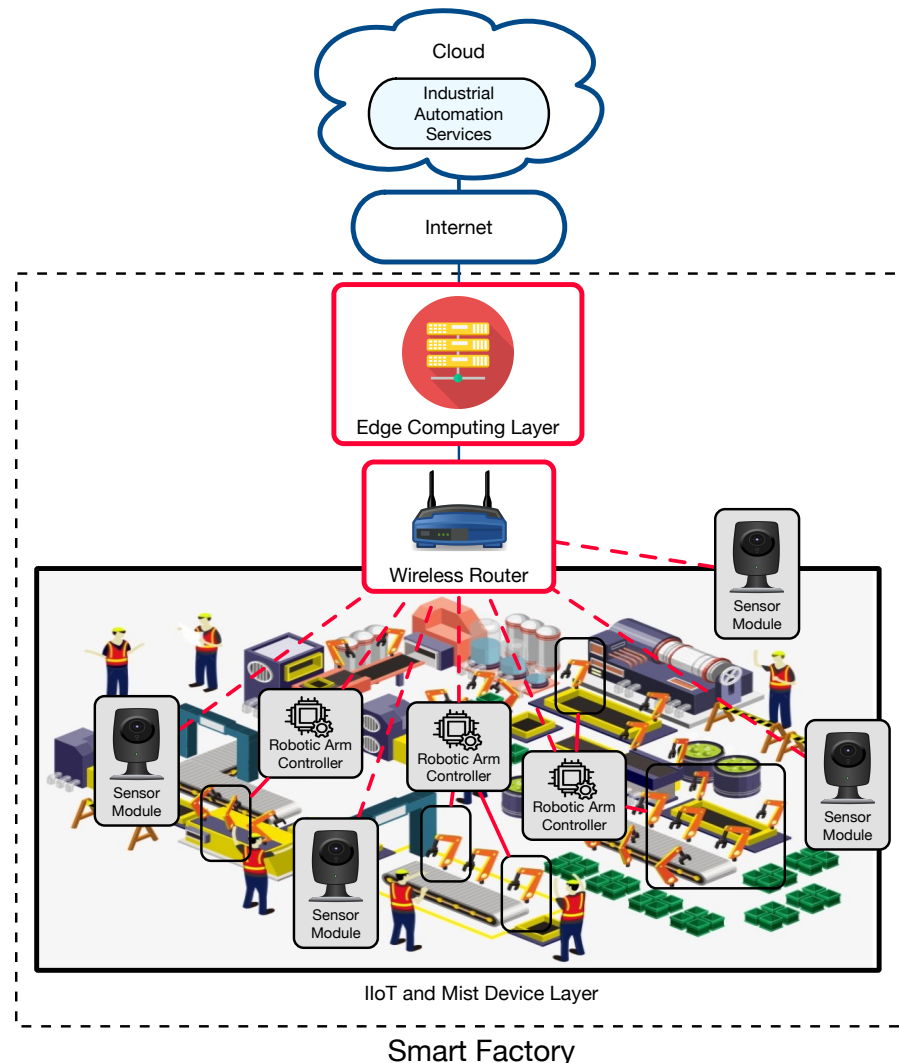 Cloud
Industrial
Automation
Services
Internet
Edge Computing Layer
Wireless Router
Sensor
Module
Robotic Arm
Controller
Robotic Arm
Controller
Sensor
Module
Robotic Arm
Controller
Sensor
Module
Sensor
Module
IIoT and Mist Device Layer
Smart Factory